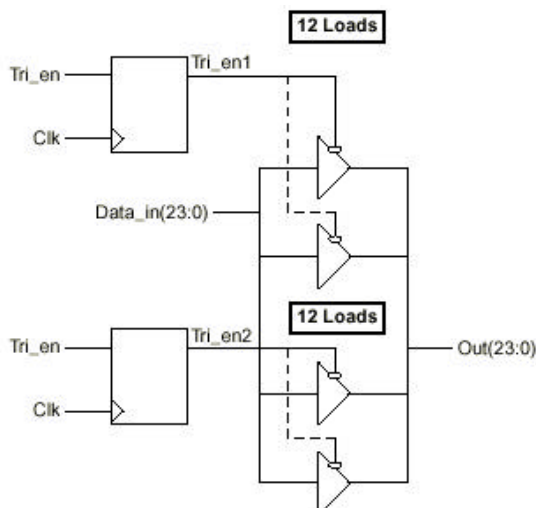 12 Loads
Tri_en
Tri_en1
Clk
Data_in(23:0)
12 Loads
Tri_en
Tri_en2
Out(23:0)
Clk